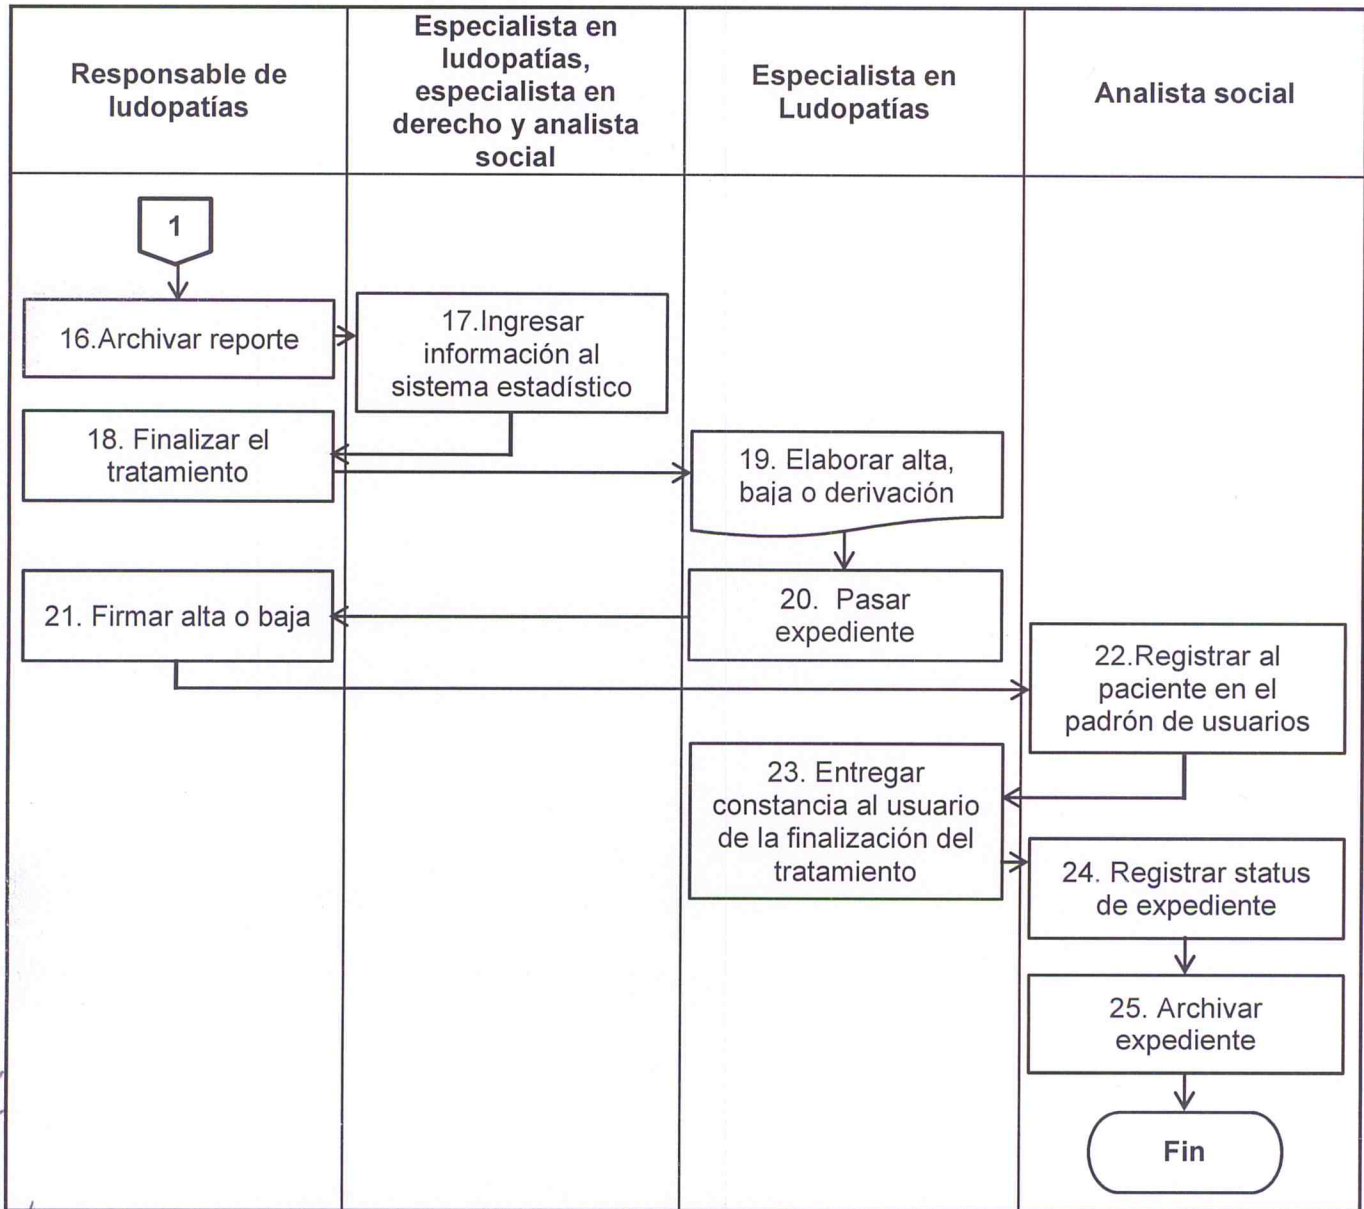 Responsable de
ludopatías
Especialista en
ludopatías,
especialista en
derecho y analista
social
Especialista en
Ludopatías
Analista social
1
16.Archivar reporte
17.Ingresar
información al
sistema estadístico
18. Finalizar el
tratamiento
19. Elaborar alta,
baja o derivación
20. Pasar
expediente
21. Firmar alta o baja
22.Registrar al
paciente en el
padrón de usuarios
23. Entregar
constancia al usuario
de la finalización del
tratamiento
24. Registrar status
de expediente
25. Archivar
expediente
Fin